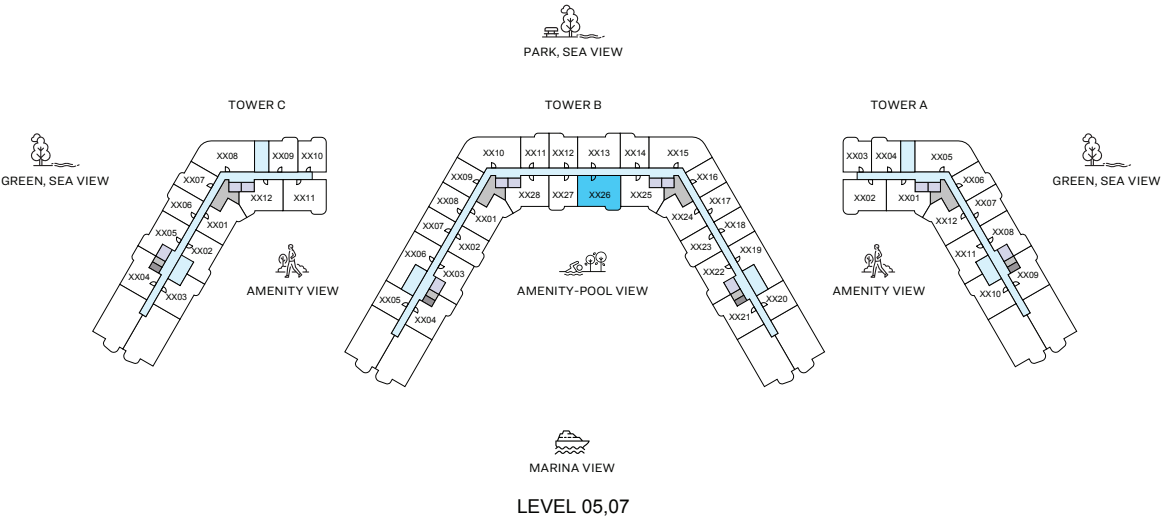 PARK, SEA VIEW
TOWER C
TOWER B
TOWER A
GREEN, SEA VIEW
GREEN, SEA VIEW
XX08
XX09
XX10
XX07
XX06
XX05
XX04
XX12
XX11
XX01
XX02
XX03
XX10
XX11
XX12
XX13
XX14
XX15
XX09
XX08
XX07
XX06
XX05
XX28
XX27
XX26
XX25
XX01
XX02
XX03
XX04
XX16
XX17
XX18
XX19
XX20
XX24
XX23
XX22
XX21
XX03
XX04
XX05
XX06
XX07
XX08
XX09
XX02
XX01
XX12
XX11
XX10
AMENITY VIEW
AMENITY-POOL VIEW
AMENITY VIEW
MARINA VIEW
LEVEL 05,07